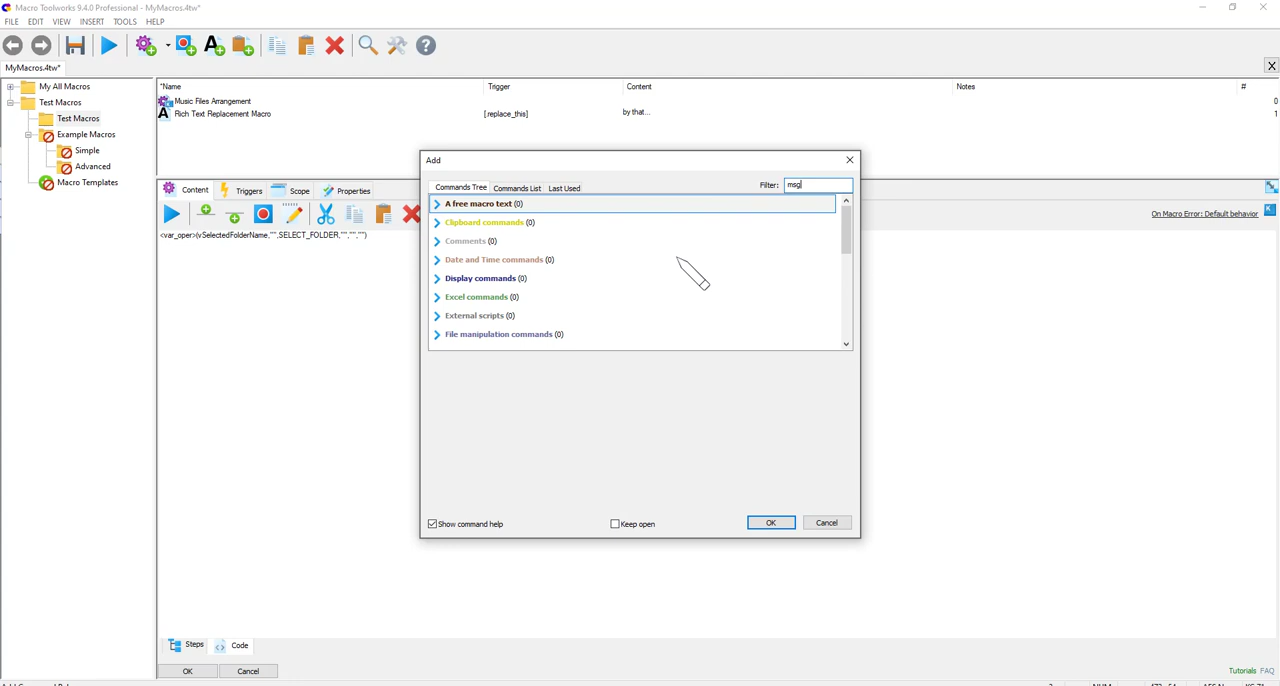 Macro Toolworks 9.4.0 Professional - MyMacros.4tw*
FILE EDIT VIEW INSERT TOOLS HELP
MyMacros.4tw*
My All Macros
Test Macros
Test Macros
Example Macros
Simple
Advanced
Macro Templates
*Name Trigger Content Notes #
Music Files Arrangement 0
Rich Text Replacement Macro [.replace_this] by that... 1
Content Triggers Scope Properties
On Macro Error: Default behavior
<var_oper>(vSelectedFolderName,"",SELECT_FOLDER,"","","")
Add
Commands Tree Commands List Last Used Filter: msg
A free macro text (0)
Clipboard commands (0)
Comments (0)
Date and Time commands (0)
Display commands (0)
Excel commands (0)
External scripts (0)
File manipulation commands (0)
Show command help Keep open OK Cancel
Steps Code
OK Cancel
Tutorials FAQ